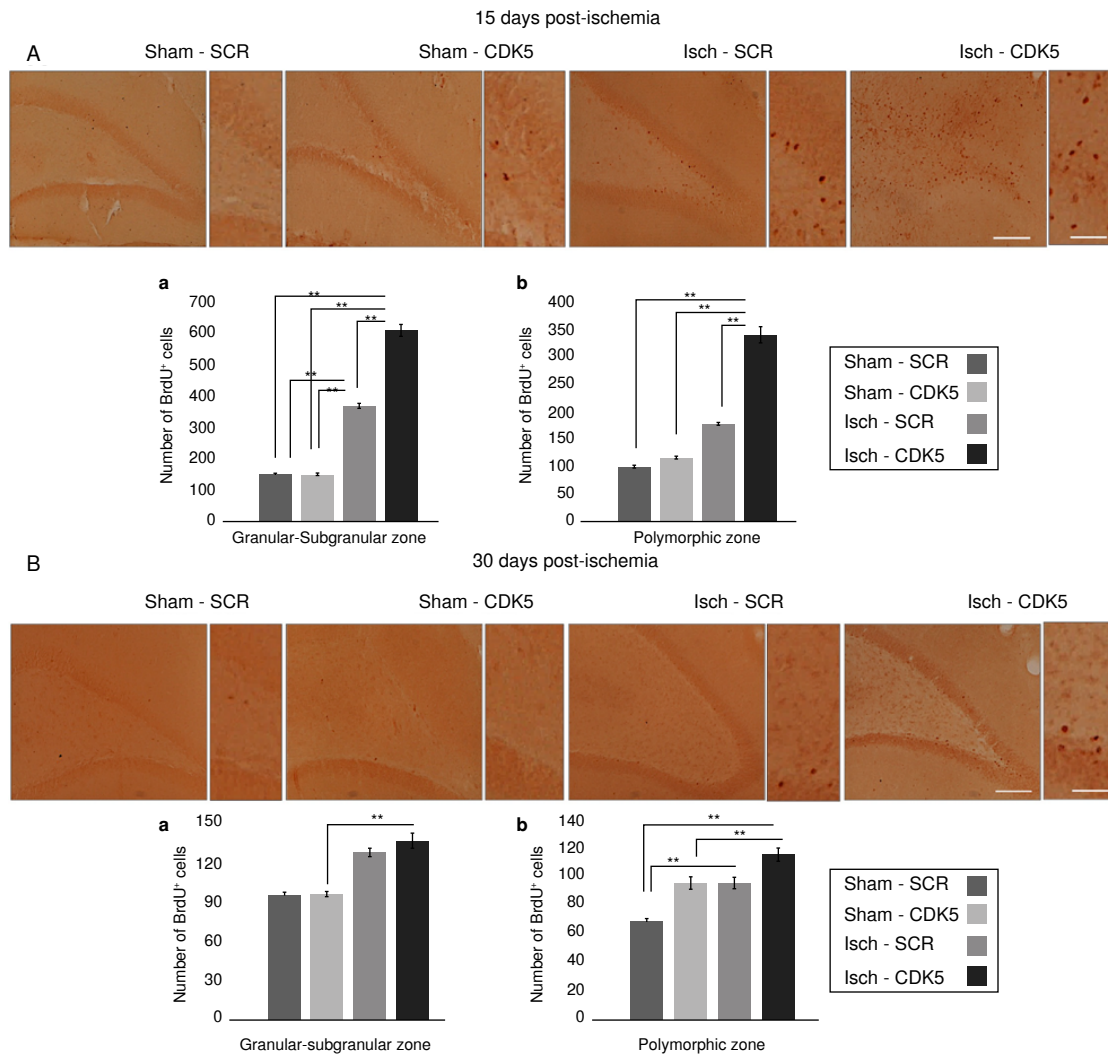 15 days post-ischemia
A
Sham - SCR
Sham - CDK5
Isch - SCR
Isch - CDK5
a
Number of BrdU⁺ cells
700
600
500
400
300
200
100
0
**
**
**
**
**
Granular-Subgranular zone
b
Number of BrdU⁺ cells
400
350
300
250
200
150
100
50
0
**
**
**
Polymorphic zone
Sham - SCR
Sham - CDK5
Isch - SCR
Isch - CDK5
B
30 days post-ischemia
Sham - SCR
Sham - CDK5
Isch - SCR
Isch - CDK5
a
Number of BrdU⁺ cells
150
120
90
60
30
0
**
Granular-subgranular zone
b
Number of BrdU⁺ cells
140
120
100
80
60
40
20
0
**
**
**
Polymorphic zone
Sham - SCR
Sham - CDK5
Isch - SCR
Isch - CDK5